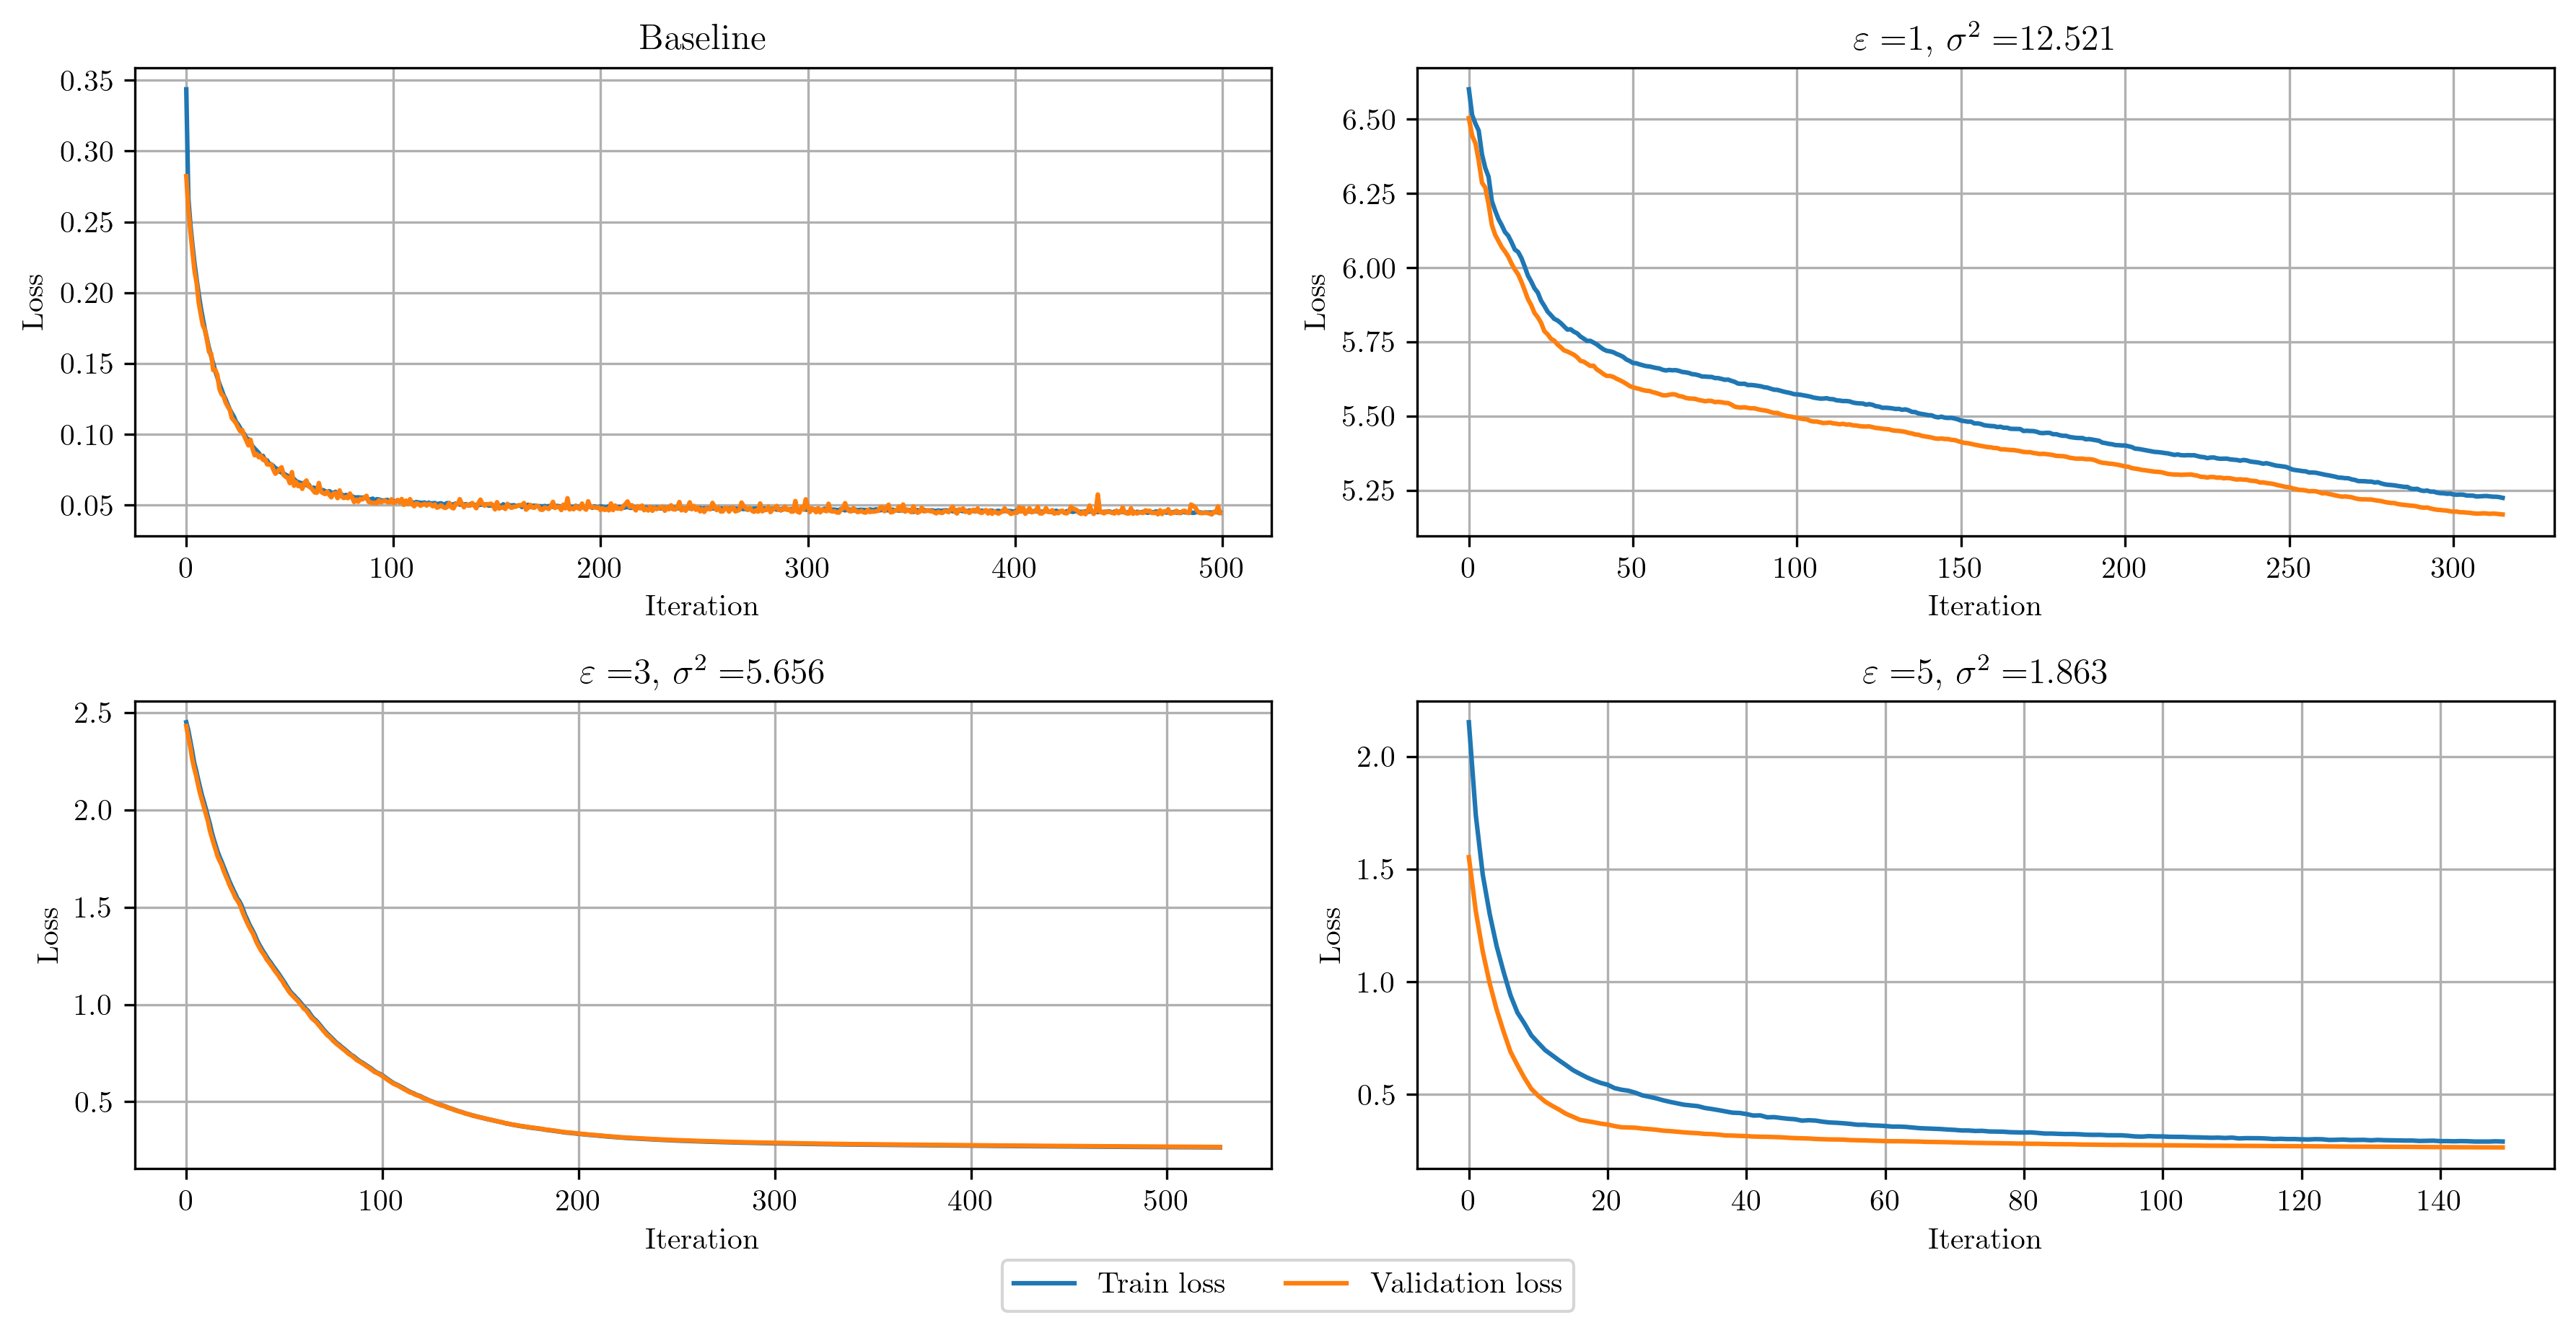 Baseline
0.35
0.30
0.25
0.20
0.15
0.10
0.05
Loss
0 100 200 300 400 500
Iteration
ε =1, σ² =12.521
6.50
6.25
6.00
5.75
5.50
5.25
Loss
0 50 100 150 200 250 300
Iteration
ε =3, σ² =5.656
2.5
2.0
1.5
1.0
0.5
Loss
0 100 200 300 400 500
Iteration
ε =5, σ² =1.863
2.0
1.5
1.0
0.5
Loss
0 20 40 60 80 100 120 140
Iteration
Train loss Validation loss